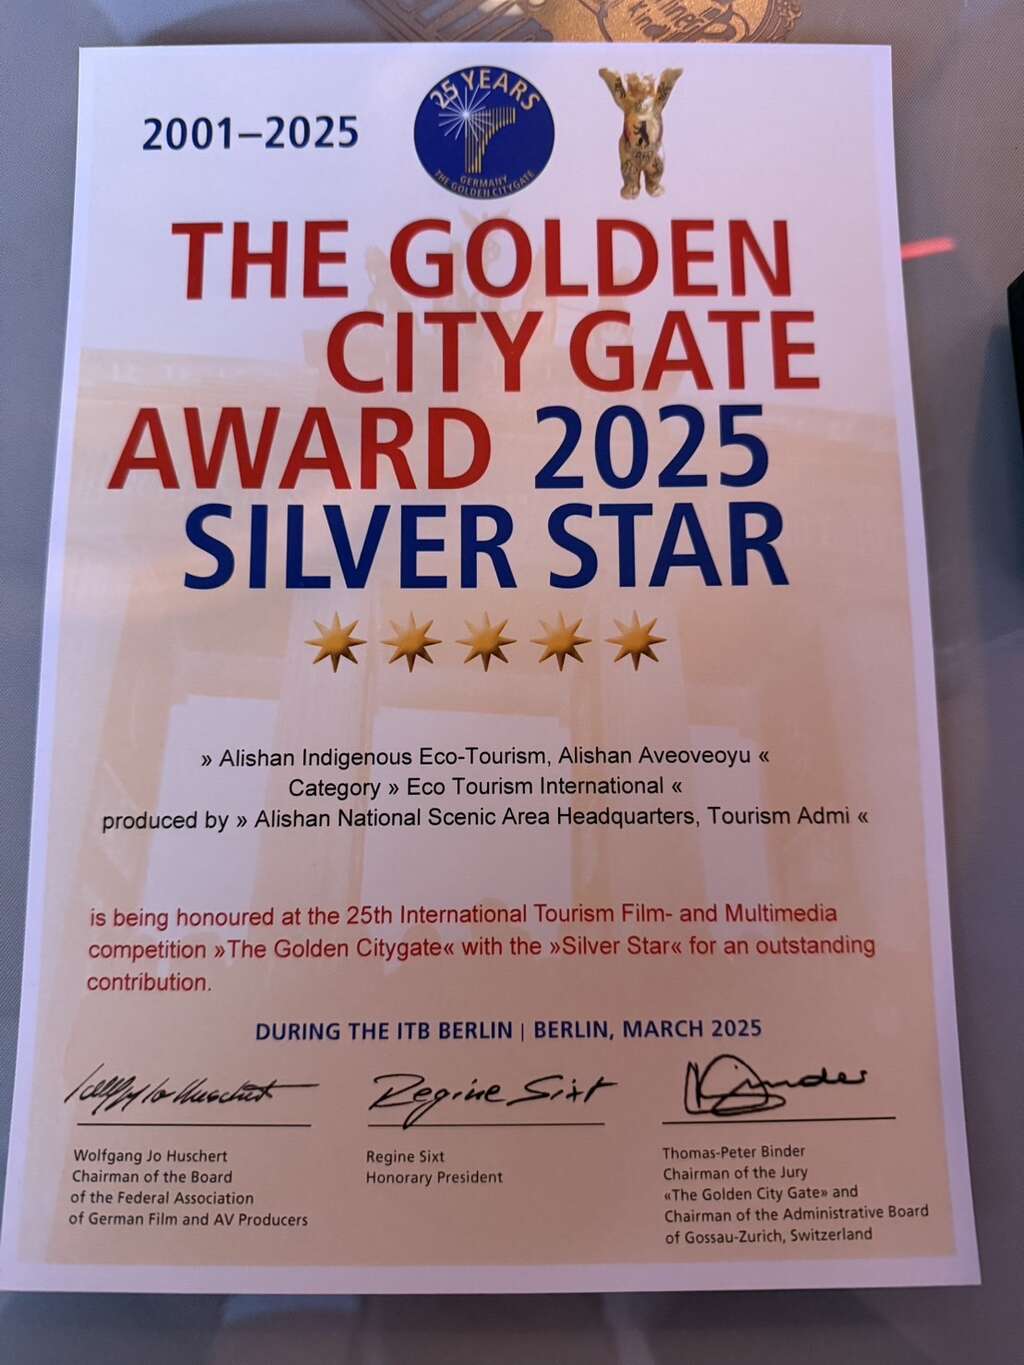 2001–2025
25 YEARS
GERMANY
THE GOLDEN CITYGATE
THE GOLDEN
CITY GATE
AWARD 2025
SILVER STAR
» Alishan Indigenous Eco-Tourism, Alishan Aveoveoyu «
Category » Eco Tourism International «
produced by » Alishan National Scenic Area Headquarters, Tourism Admi «
is being honoured at the 25th International Tourism Film- and Multimedia
competition »The Golden Citygate« with the »Silver Star« for an outstanding
contribution.
DURING THE ITB BERLIN | BERLIN, MARCH 2025
Regine Sixt
Wolfgang Jo Huschert
Chairman of the Board
of the Federal Association
of German Film and AV Producers
Regine Sixt
Honorary President
Thomas-Peter Binder
Chairman of the Jury
«The Golden City Gate» and
Chairman of the Administrative Board
of Gossau-Zurich, Switzerland